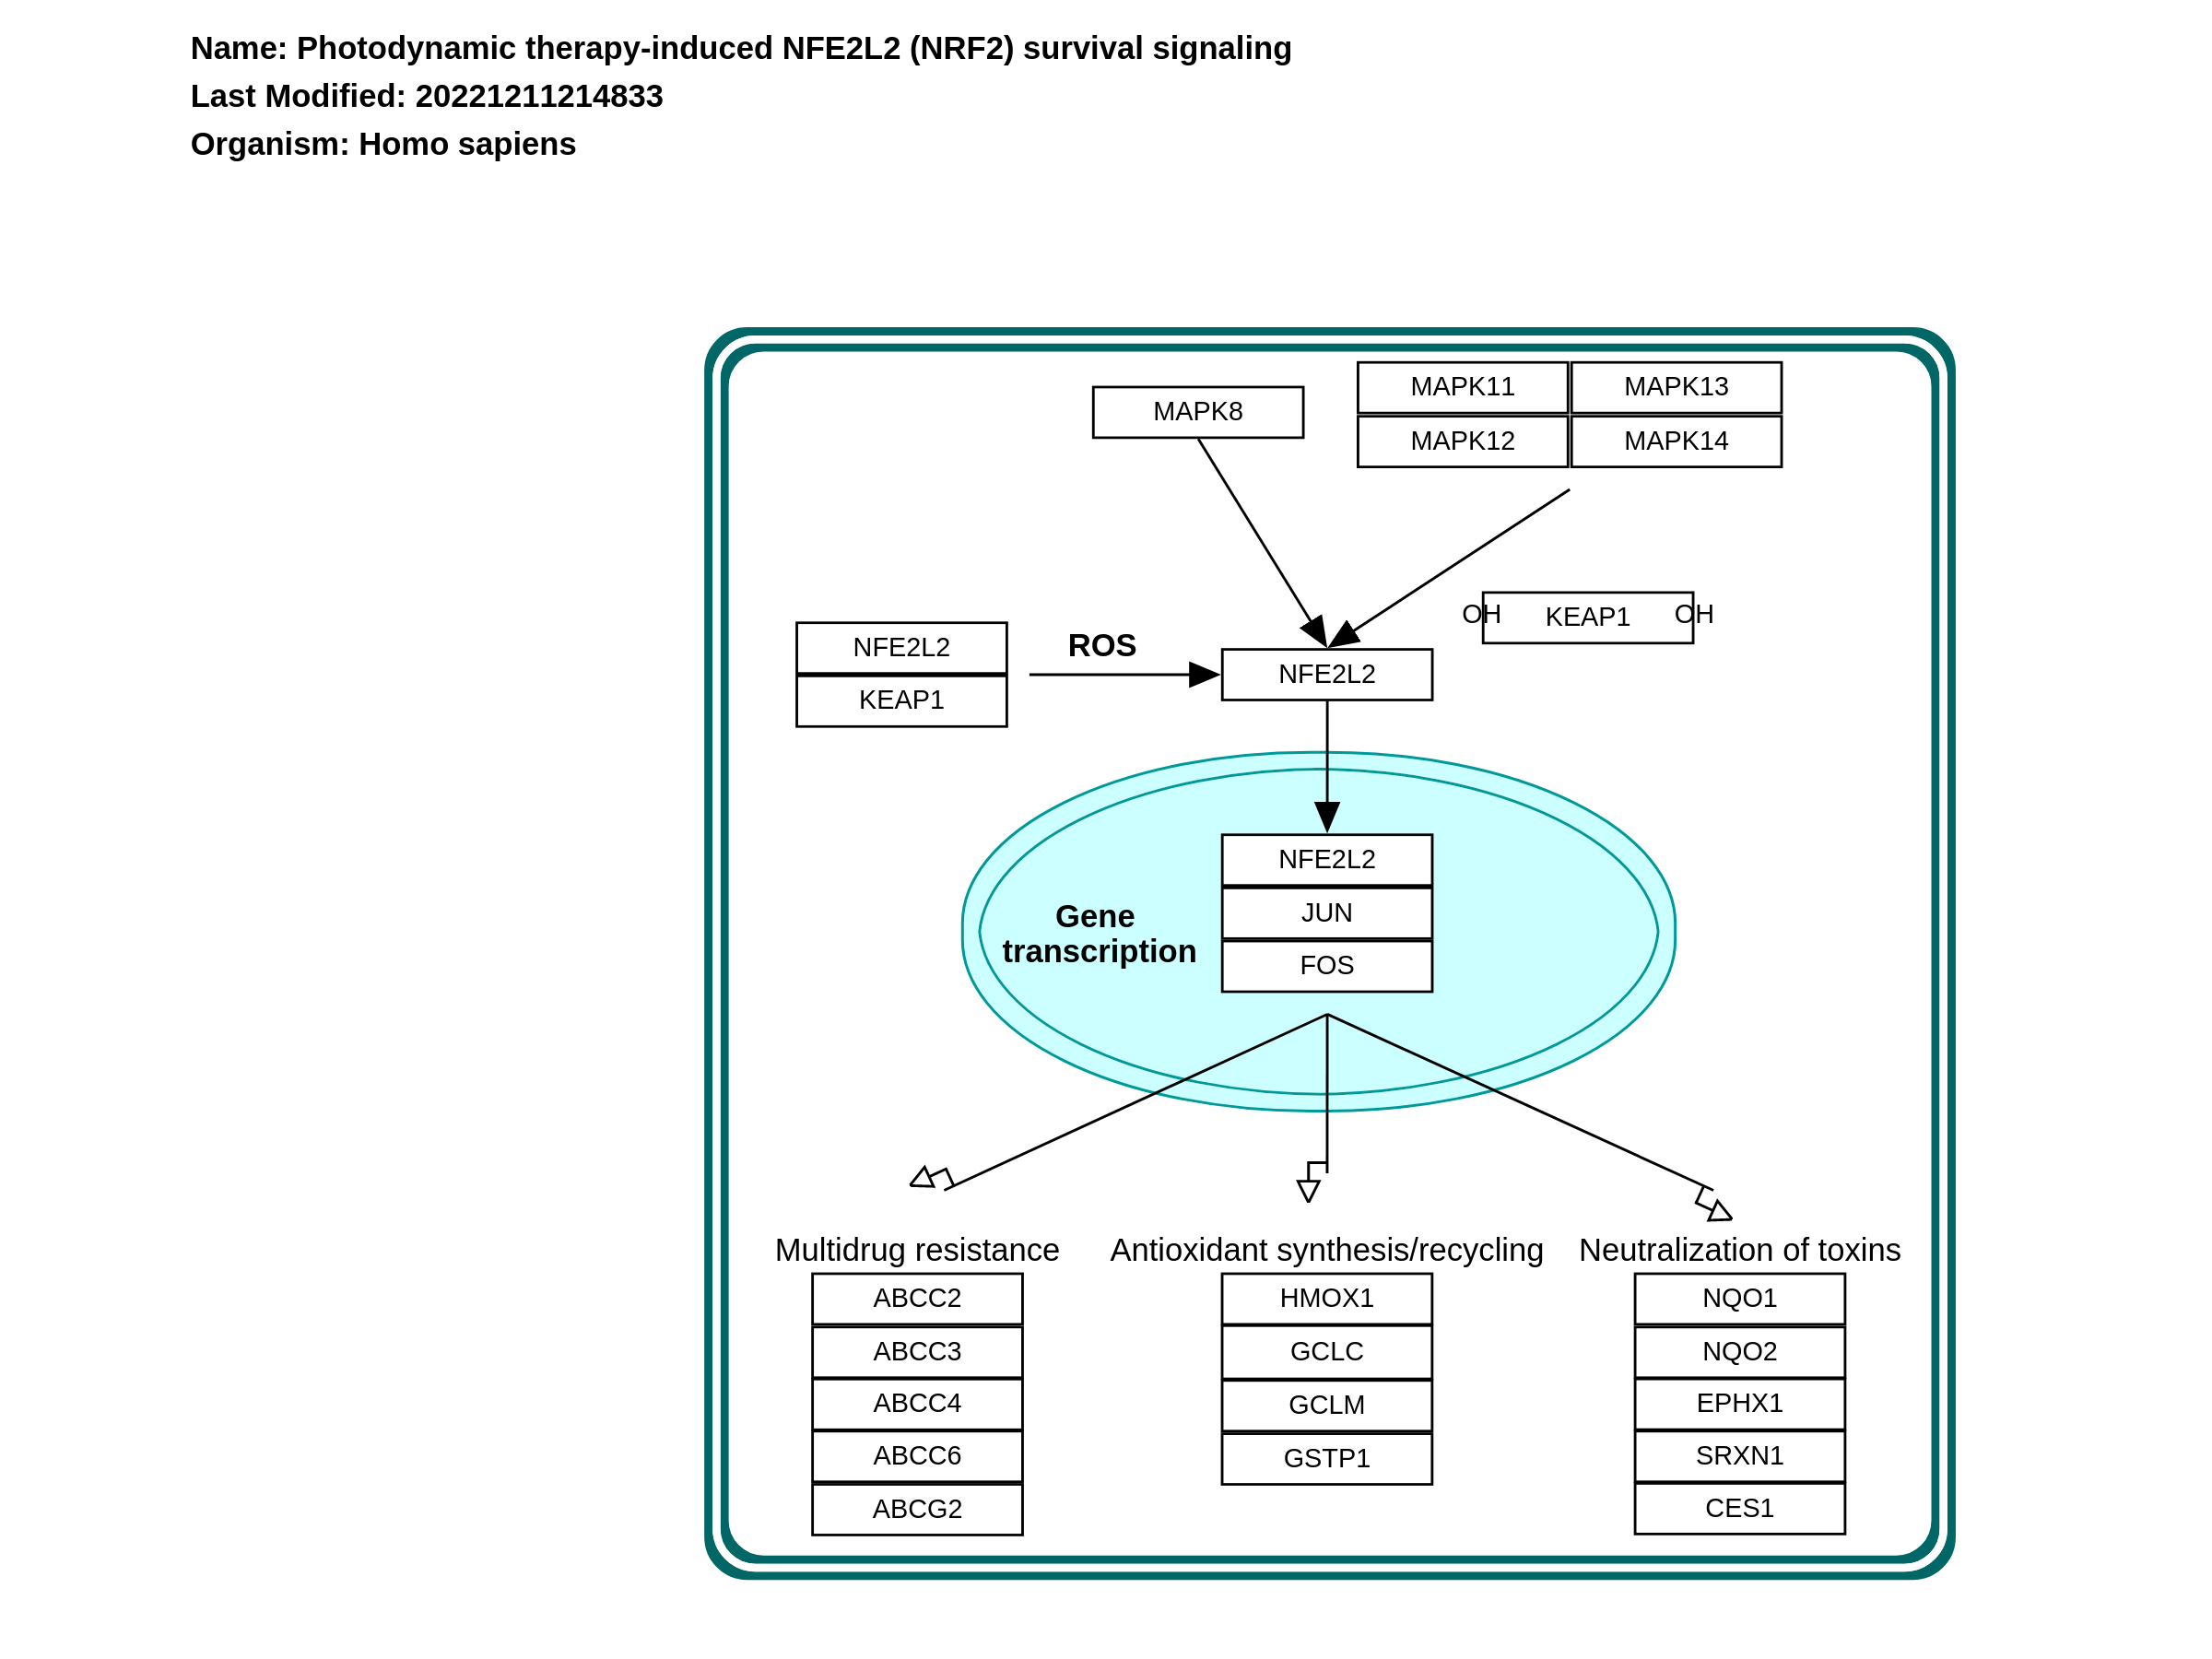 Name: Photodynamic therapy-induced NFE2L2 (NRF2) survival signaling
Last Modified: 20221211214833
Organism: Homo sapiens
MAPK8
MAPK11
MAPK13
MAPK12
MAPK14
OH
KEAP1
OH
NFE2L2
KEAP1
ROS
NFE2L2
NFE2L2
JUN
FOS
Gene
transcription
Multidrug resistance
ABCC2
ABCC3
ABCC4
ABCC6
ABCG2
Antioxidant synthesis/recycling
HMOX1
GCLC
GCLM
GSTP1
Neutralization of toxins
NQO1
NQO2
EPHX1
SRXN1
CES1